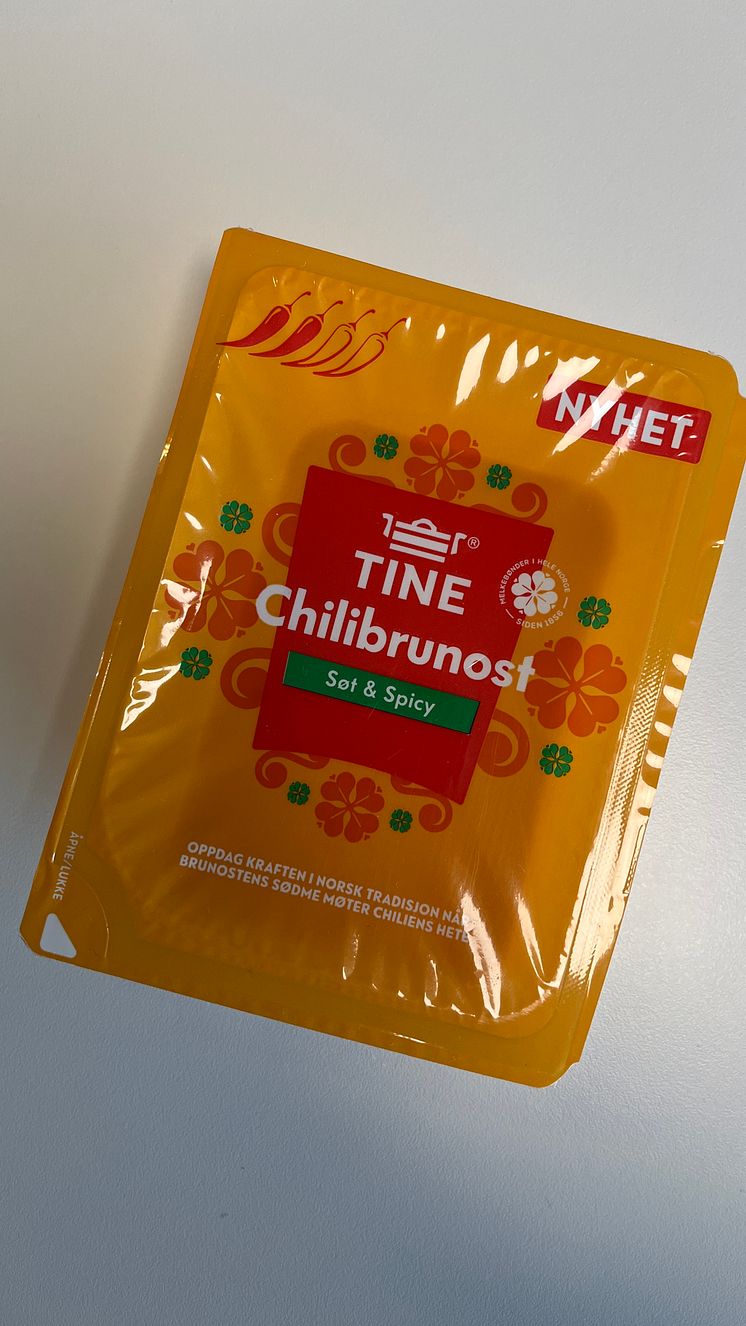 NYHET
TINE®
MELKEBØNDER I HELE NORGE
SIDEN 1856
Chilibrunost
Søt & Spicy
OPPDAG KRAFTEN I NORSK TRADISJON NÅR
BRUNOSTENS SØDME MØTER CHILIENS HETE
ÅPNE/LUKKE